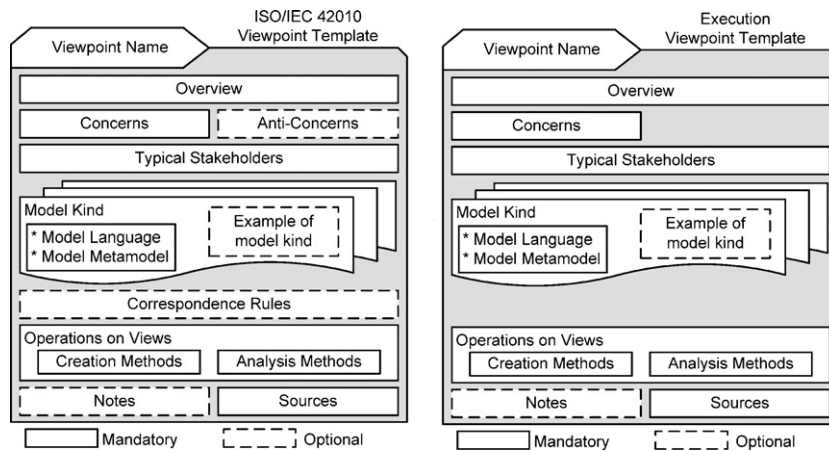 ISO/IEC 42010
Viewpoint Template
Viewpoint Name
Overview
Concerns
Anti-Concerns
Typical Stakeholders
Model Kind
* Model Language
* Model Metamodel
Example of
model kind
Correspondence Rules
Operations on Views
Creation Methods
Analysis Methods
Notes
Sources
Mandatory
Optional
Execution
Viewpoint Template
Viewpoint Name
Overview
Concerns
Typical Stakeholders
Model Kind
* Model Language
* Model Metamodel
Example of
model kind
Operations on Views
Creation Methods
Analysis Methods
Notes
Sources
Mandatory
Optional